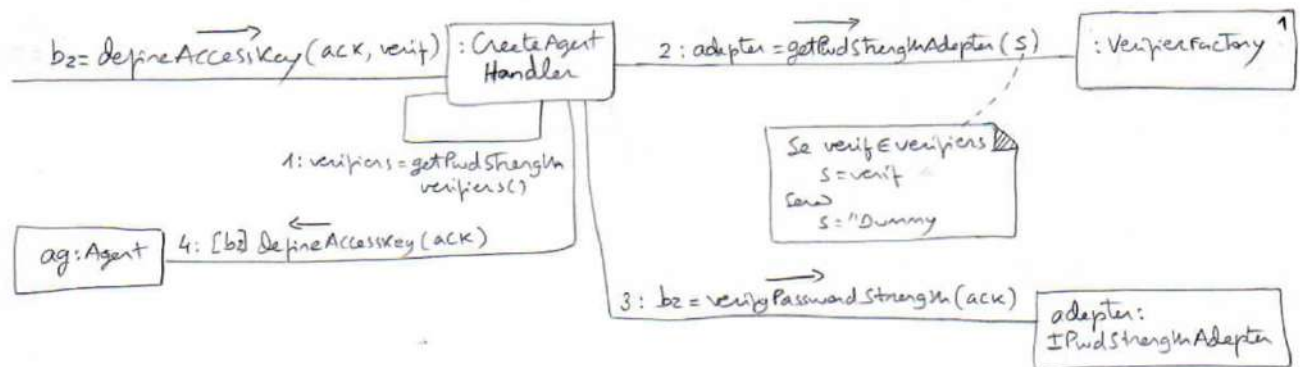 b2= defineAccessKey(ack, verif)
:CreateAgent
Handler
2: adapter=getPwdStrengthAdapter(S)
:VerifierFactory
1
1: verifiers=getPwdStrength
verifiers()
Se verif∈verifiers
S=verif
Senão
S="Dummy
ag:Agent
4: [b2] defineAccessKey(ack)
3: b2=verifyPasswordStrength(ack)
adapter:
IPwdStrengthAdapter